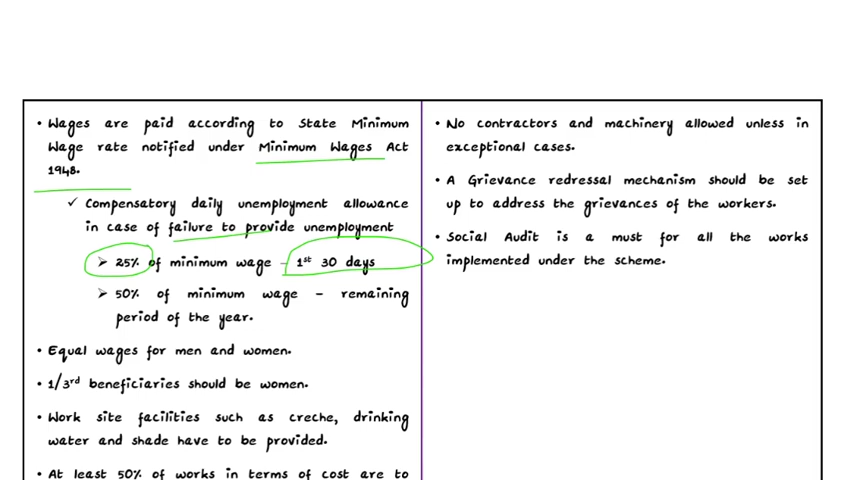 • Wages are paid according to State Minimum
Wage rate notified under Minimum Wages Act
1948.
✓ Compensatory daily unemployment allowance
in case of failure to provide unemployment
➢ 25% of minimum wage – 1st 30 days
➢ 50% of minimum wage – remaining
period of the year.
• Equal wages for men and women.
• 1/3rd beneficiaries should be women.
• Work site facilities such as creche, drinking
water and shade have to be provided.
• At least 50% of works in terms of cost are to
• No contractors and machinery allowed unless in
exceptional cases.
• A Grievance redressal mechanism should be set
up to address the grievances of the workers.
• Social Audit is a must for all the works
implemented under the scheme.